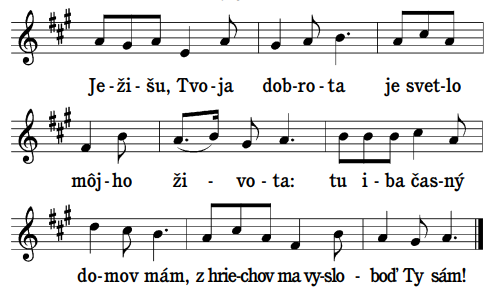 Je-ži-šu, Tvo-ja dob-ro-ta je svet-lo
môj-ho ži-vo-ta: tu i-ba čas-ný
do-mov mám, z hrie-chov ma vy-slo-boď Ty sám!